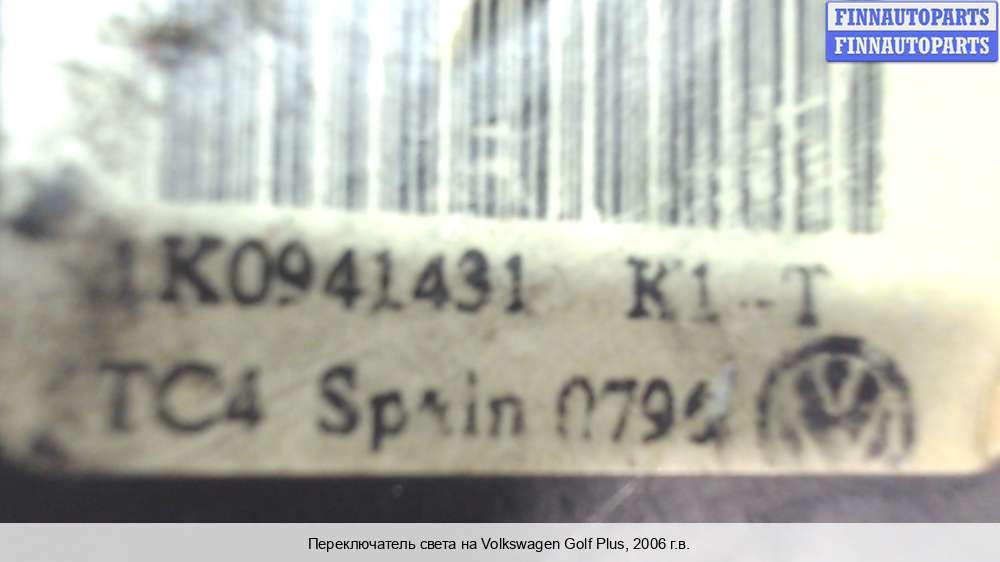 FINNAUTOPARTS
FINNAUTOPARTS
1K0941431 K1-T
TC4 Spain
Переключатель света на Volkswagen Golf Plus, 2006 г.в.